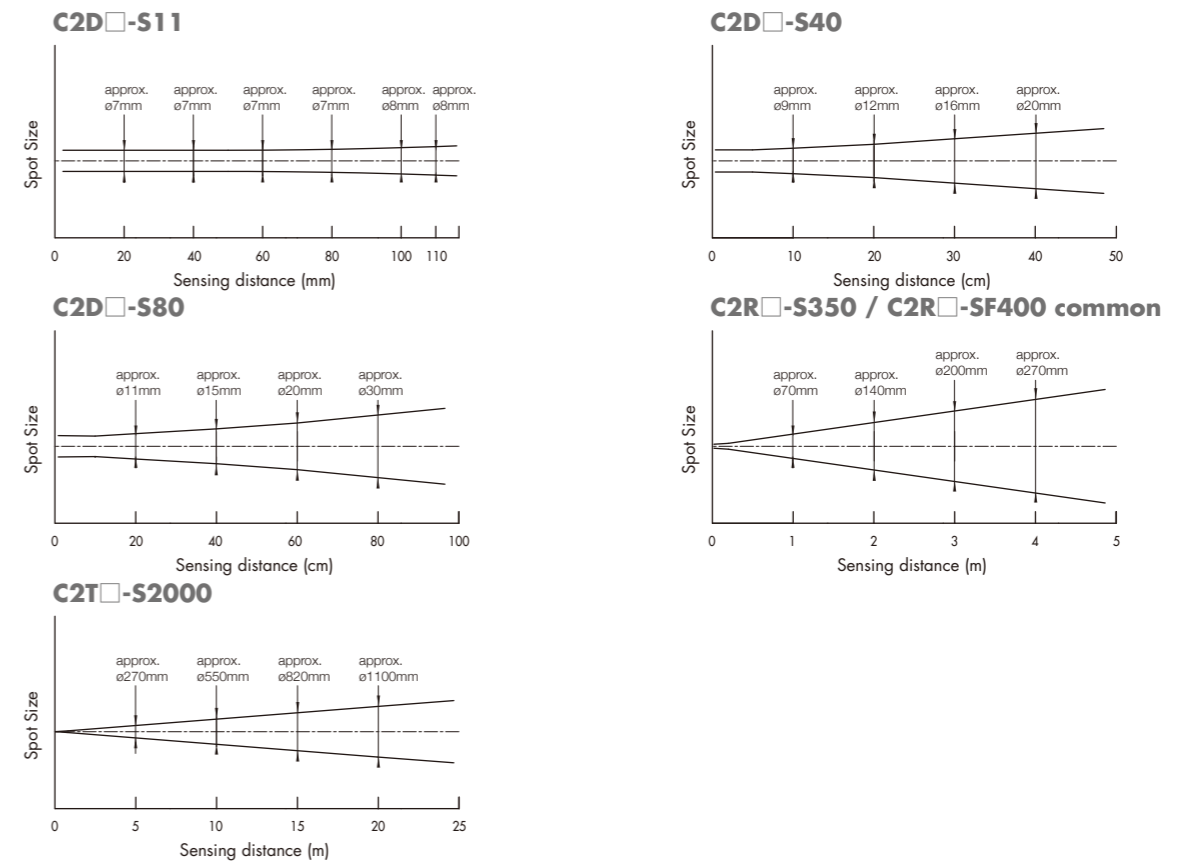 C2D□-S11
approx. approx. approx. approx. approx. approx.
ø7mm ø7mm ø7mm ø7mm ø8mm ø8mm
Spot Size
0 20 40 60 80 100 110
Sensing distance (mm)
C2D□-S40
approx. approx. approx. approx.
ø9mm ø12mm ø16mm ø20mm
Spot Size
0 10 20 30 40 50
Sensing distance (cm)
C2D□-S80
approx. approx. approx. approx.
ø11mm ø15mm ø20mm ø30mm
Spot Size
0 20 40 60 80 100
Sensing distance (cm)
C2R□-S350 / C2R□-SF400 common
approx. approx.
ø200mm ø270mm
approx. approx.
ø70mm ø140mm
Spot Size
0 1 2 3 4 5
Sensing distance (m)
C2T□-S2000
approx. approx. approx. approx.
ø270mm ø550mm ø820mm ø1100mm
Spot Size
0 5 10 15 20 25
Sensing distance (m)